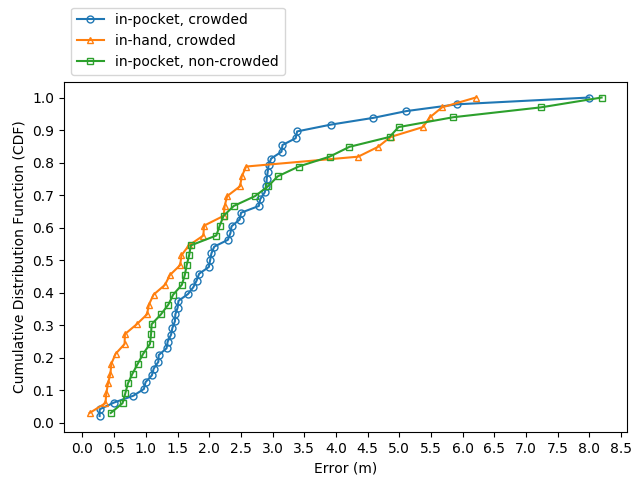 in-pocket, crowded
in-hand, crowded
in-pocket, non-crowded
Cumulative Distribution Function (CDF)
1.0
0.9
0.8
0.7
0.6
0.5
0.4
0.3
0.2
0.1
0.0
0.0 0.5 1.0 1.5 2.0 2.5 3.0 3.5 4.0 4.5 5.0 5.5 6.0 6.5 7.0 7.5 8.0 8.5
Error (m)